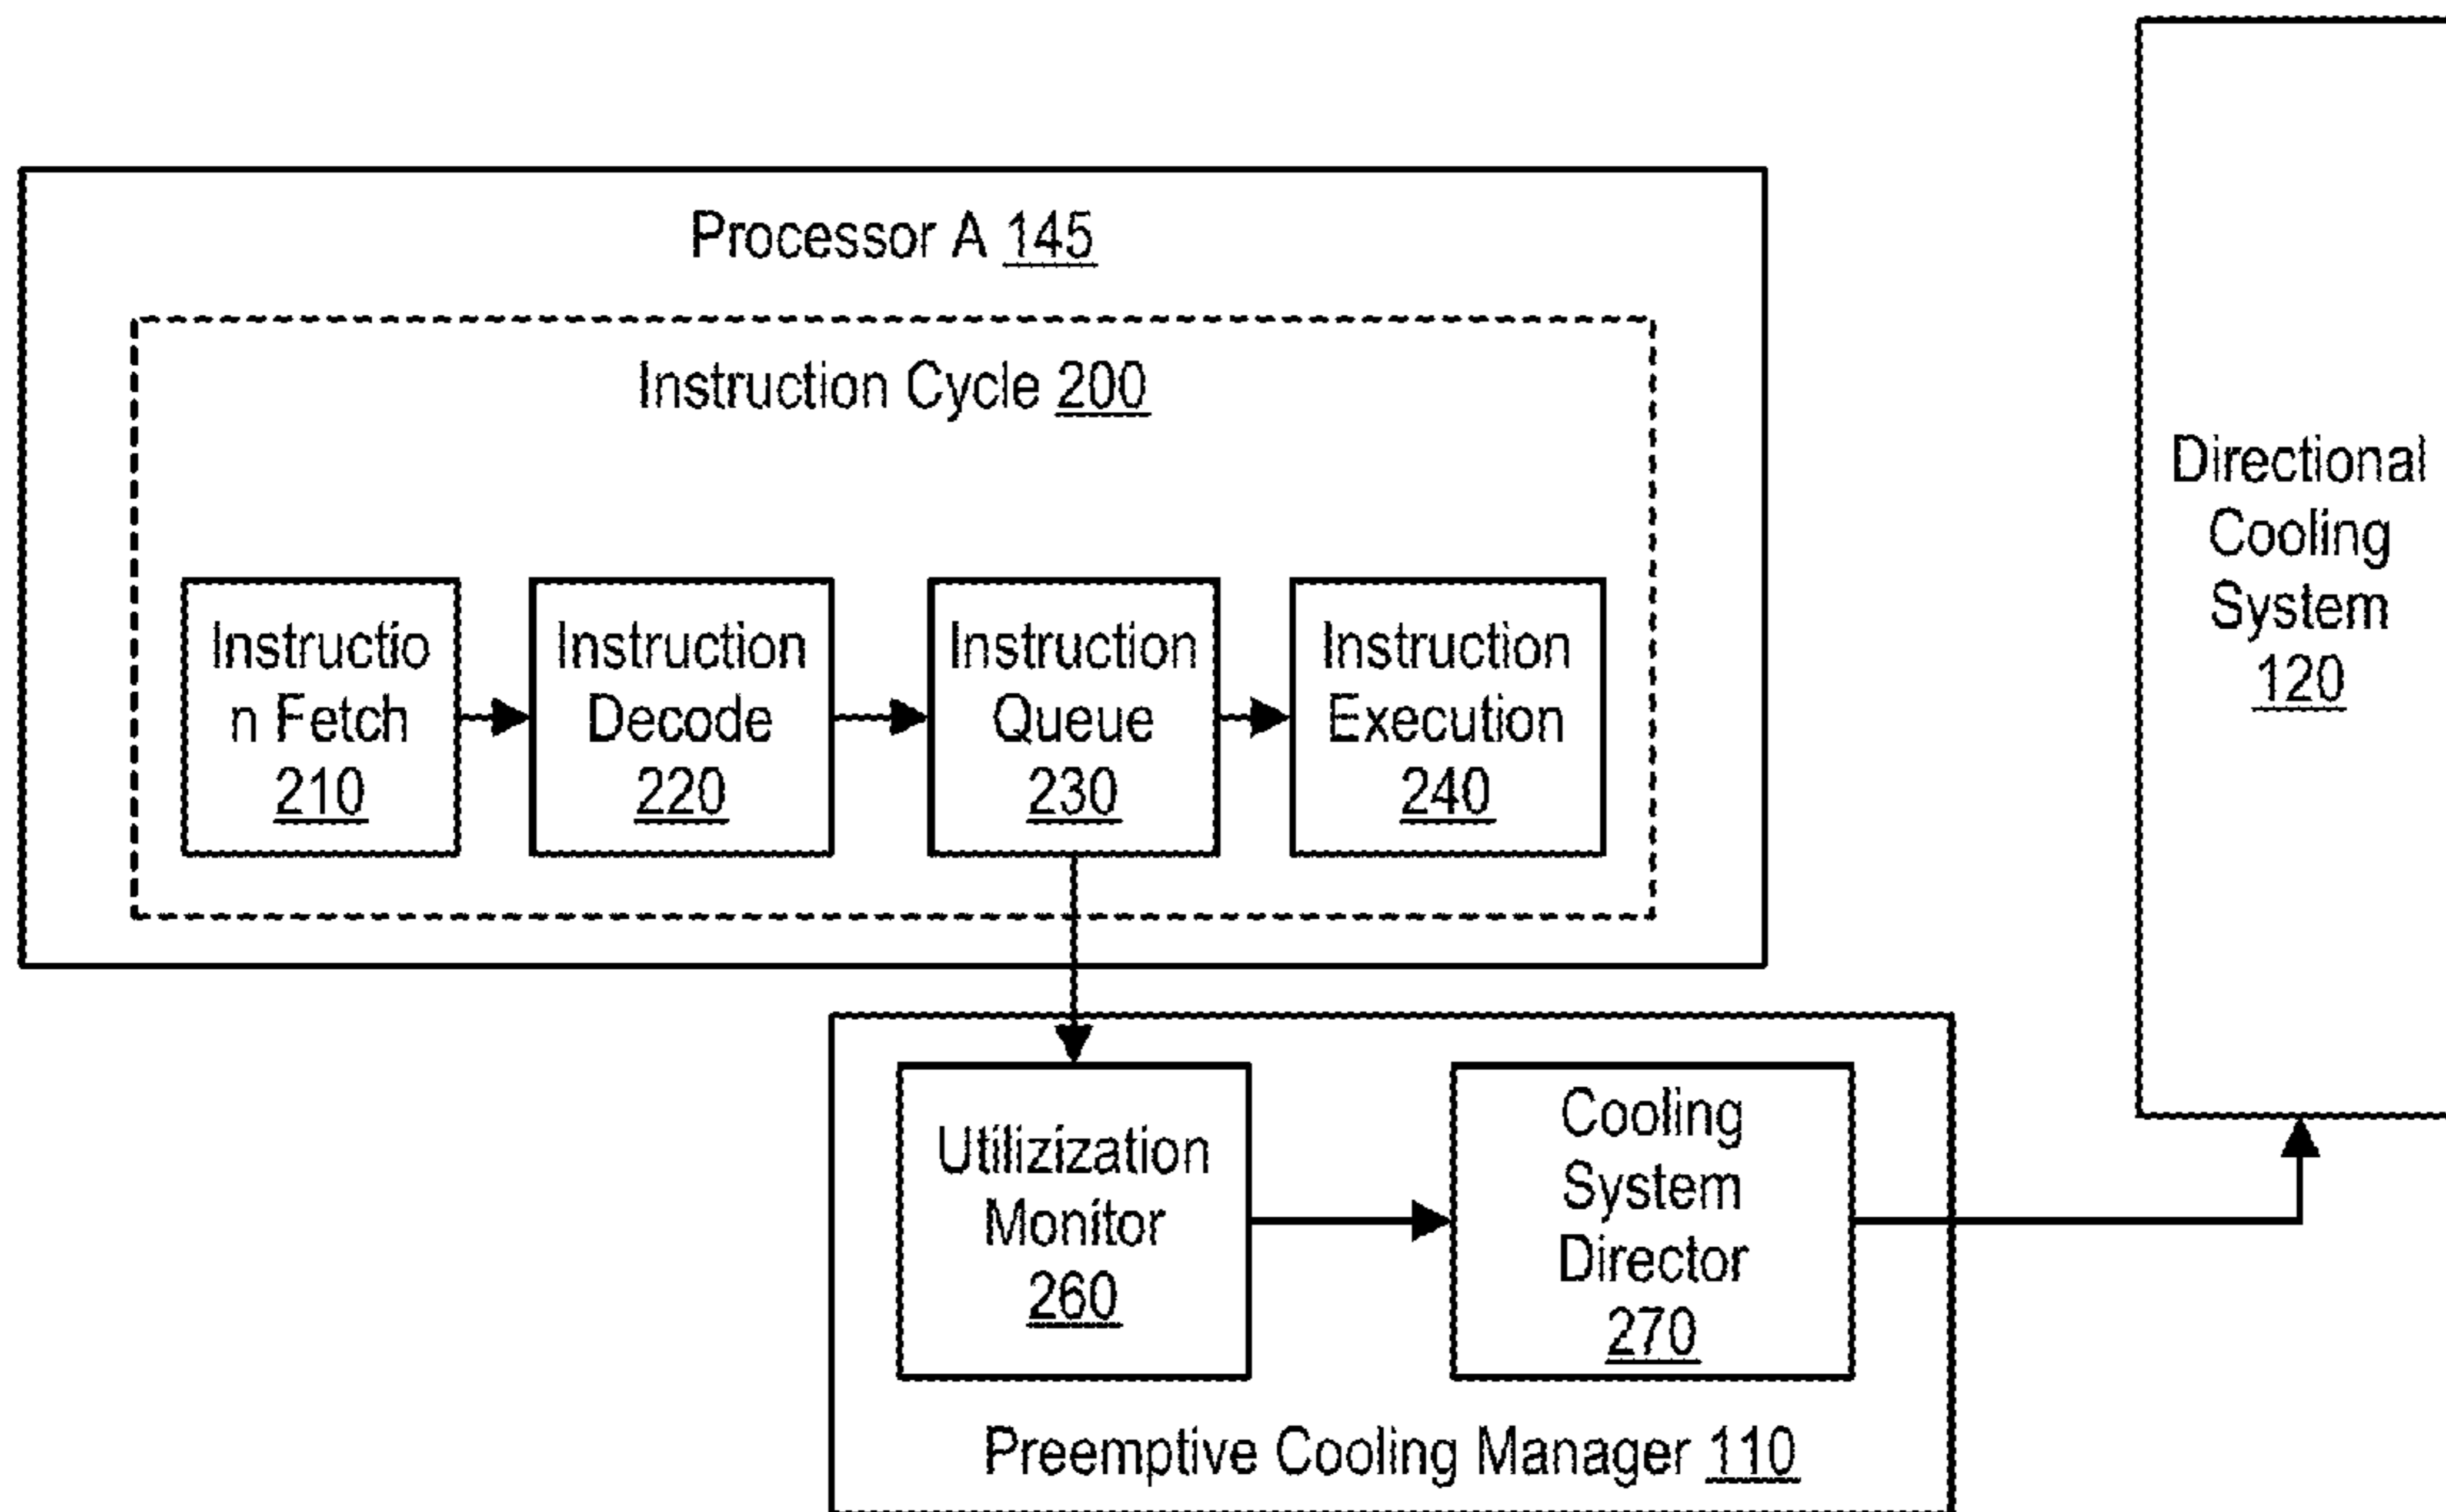 Processor A 145
Instruction Cycle 200
Instructio
n Fetch
210
Instruction
Decode
220
Instruction
Queue
230
Instruction
Execution
240
Directional
Cooling
System
120
Utilizization
Monitor
260
Cooling
System
Director
270
Preemptive Cooling Manager 110